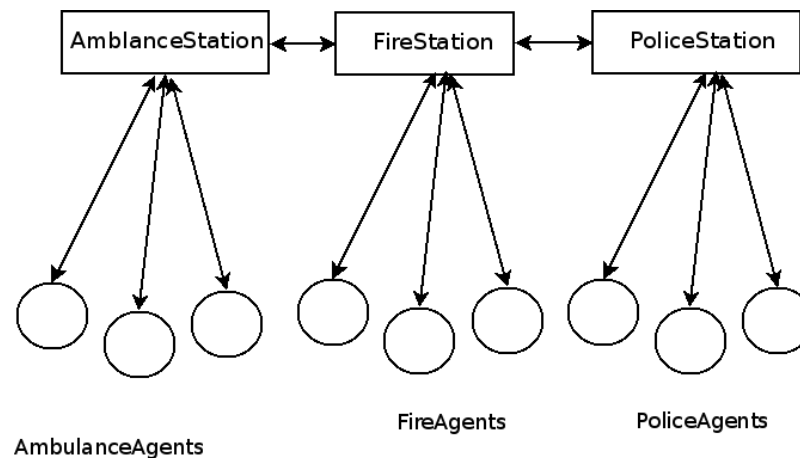 AmblanceStation
FireStation
PoliceStation
FireAgents
PoliceAgents
AmbulanceAgents